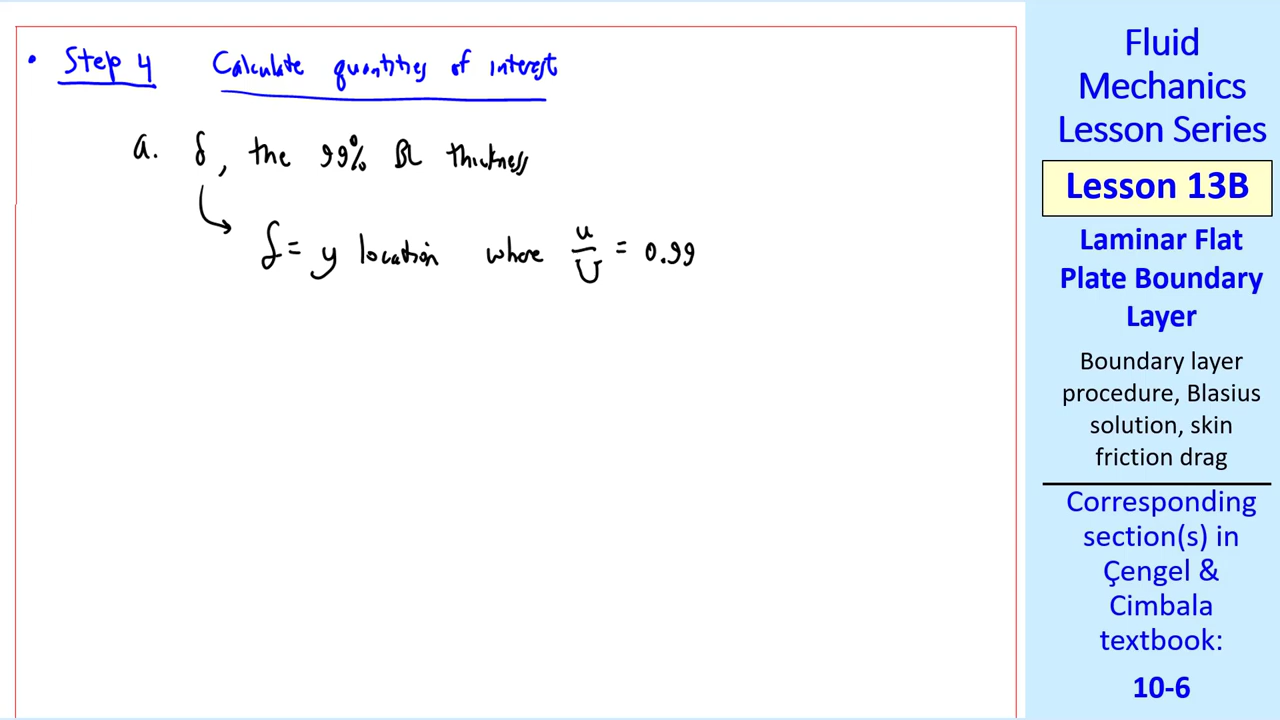 • Step 4 Calculate quantities of interest
a. δ, the 99% BL thickness
δ = y location where u/U = 0.99
Fluid
Mechanics
Lesson Series
Lesson 13B
Laminar Flat
Plate Boundary
Layer
Boundary layer
procedure, Blasius
solution, skin
friction drag
Corresponding
section(s) in
Çengel &
Cimbala
textbook:
10-6